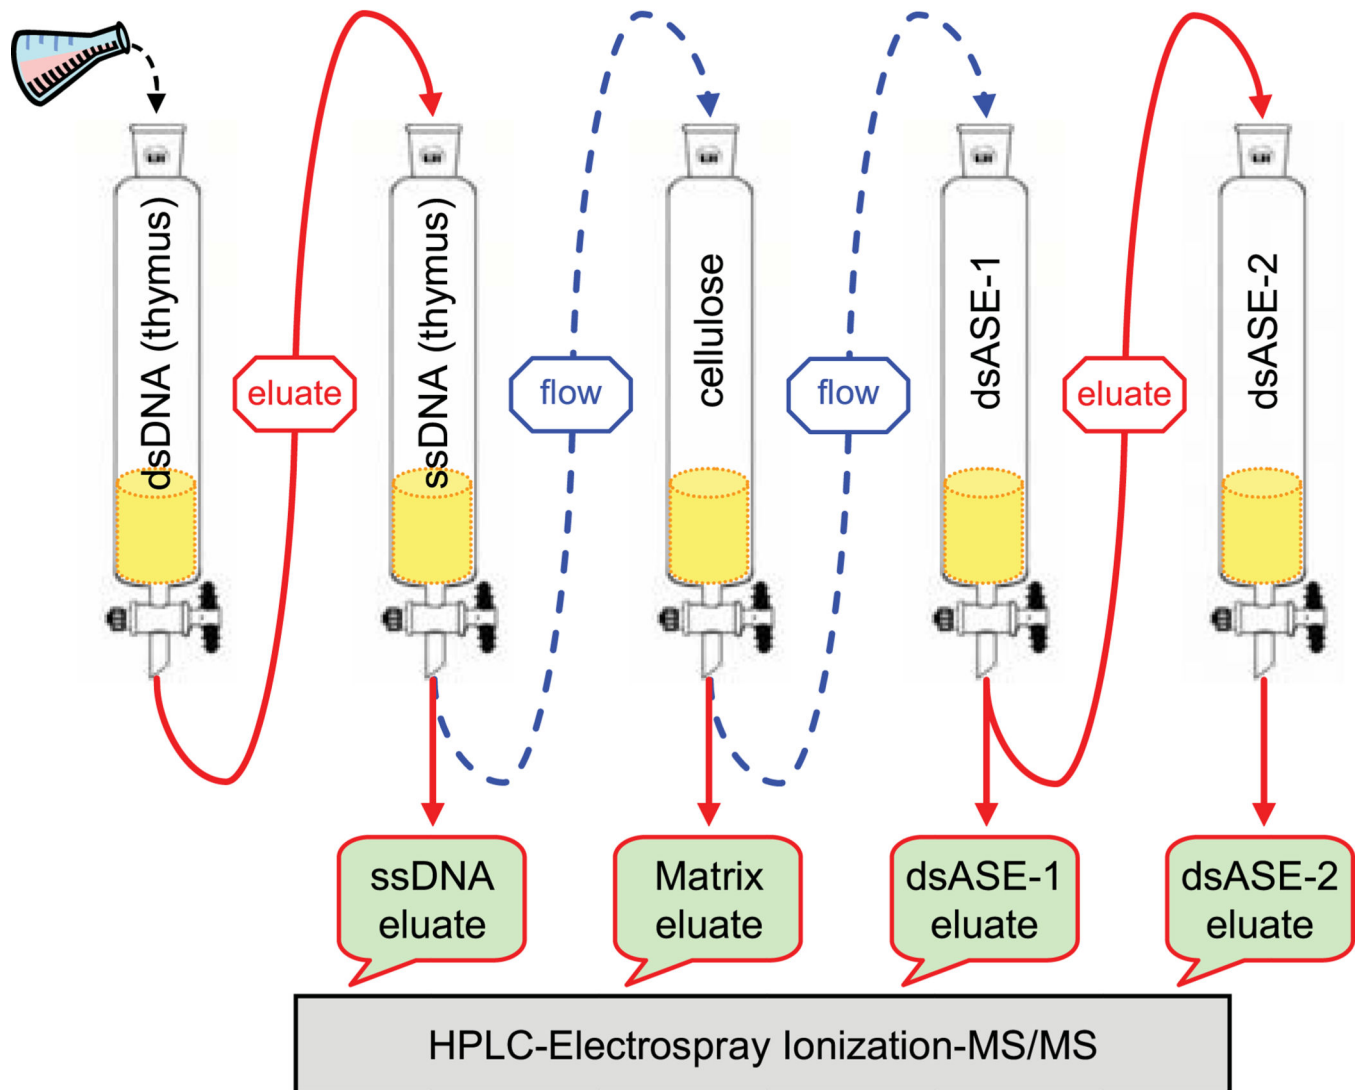 dsDNA (thymus)
eluate
ssDNA (thymus)
flow
cellulose
flow
dsASE-1
eluate
dsASE-2
ssDNA
eluate
Matrix
eluate
dsASE-1
eluate
dsASE-2
eluate
HPLC-Electrospray Ionization-MS/MS